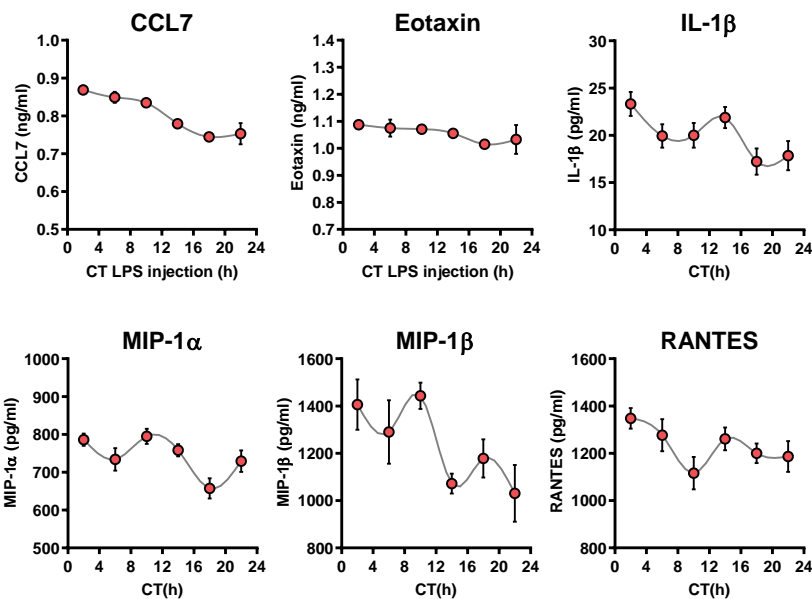 CCL7
CCL7 (ng/ml)
1.0
0.9
0.8
0.7
0.6
0.5
0 4 8 12 16 20 24
CT LPS injection (h)
Eotaxin
Eotaxin (ng/ml)
1.4
1.3
1.2
1.1
1.0
0.9
0.8
0.7
0 4 8 12 16 20 24
CT LPS injection (h)
IL-1β
IL-1β (pg/ml)
30
25
20
15
10
0 4 8 12 16 20 24
CT(h)
MIP-1α
MIP-1α (pg/ml)
1000
900
800
700
600
500
0 4 8 12 16 20 24
CT(h)
MIP-1β
MIP-1β (pg/ml)
1600
1400
1200
1000
800
0 4 8 12 16 20 24
CT(h)
RANTES
RANTES (pg/ml)
1600
1400
1200
1000
800
0 4 8 12 16 20 24
CT(h)